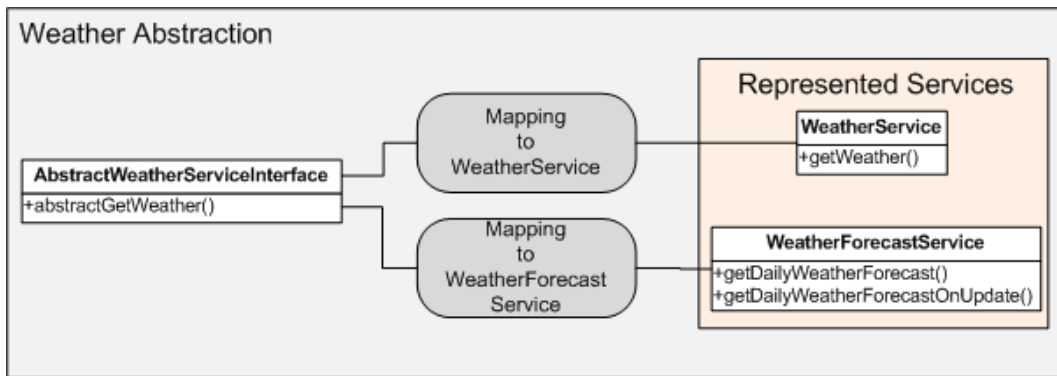 Weather Abstraction
Represented Services
Mapping
to
WeatherService
WeatherService
+getWeather()
AbstractWeatherServiceInterface
+abstractGetWeather()
Mapping
to
WeatherForecast
Service
WeatherForecastService
+getDailyWeatherForecast()
+getDailyWeatherForecastOnUpdate()